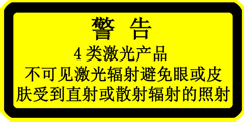 警 告
4 类激光产品
不可见激光辐射避免眼或皮
肤受到直射或散射辐射的照射